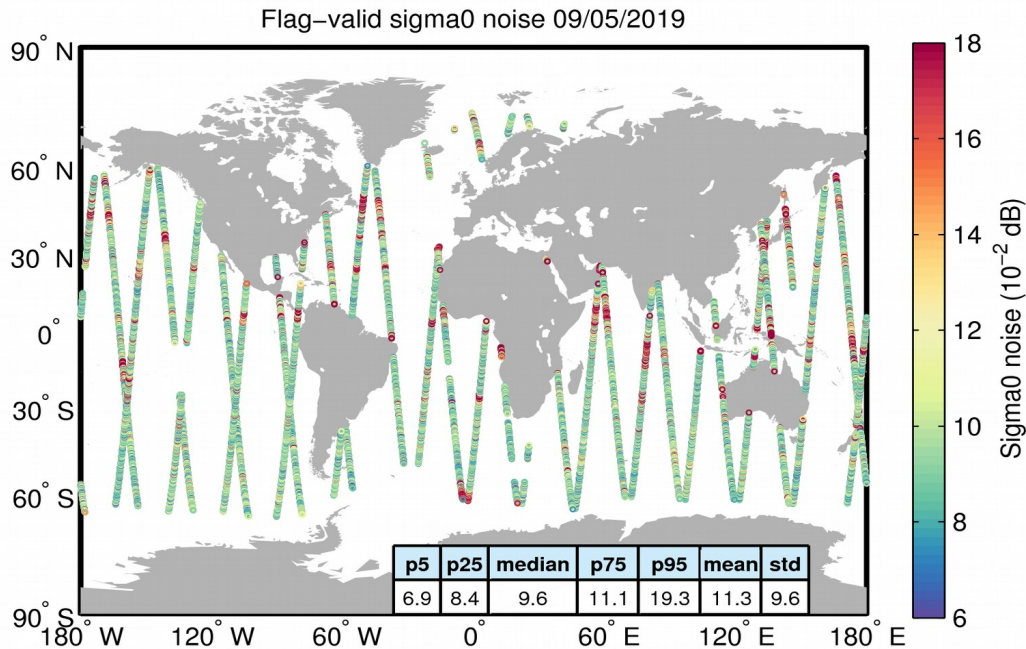 Flag−valid sigma0 noise 09/05/2019
90° N
60° N
30° N
0°
30° S
60° S
90° S
180° W
120° W
60° W
0°
60° E
120° E
180° E
p5 p25 median p75 p95 mean std
6.9 8.4 9.6 11.1 19.3 11.3 9.6
18
16
14
12
10
8
6
Sigma0 noise (10⁻² dB)